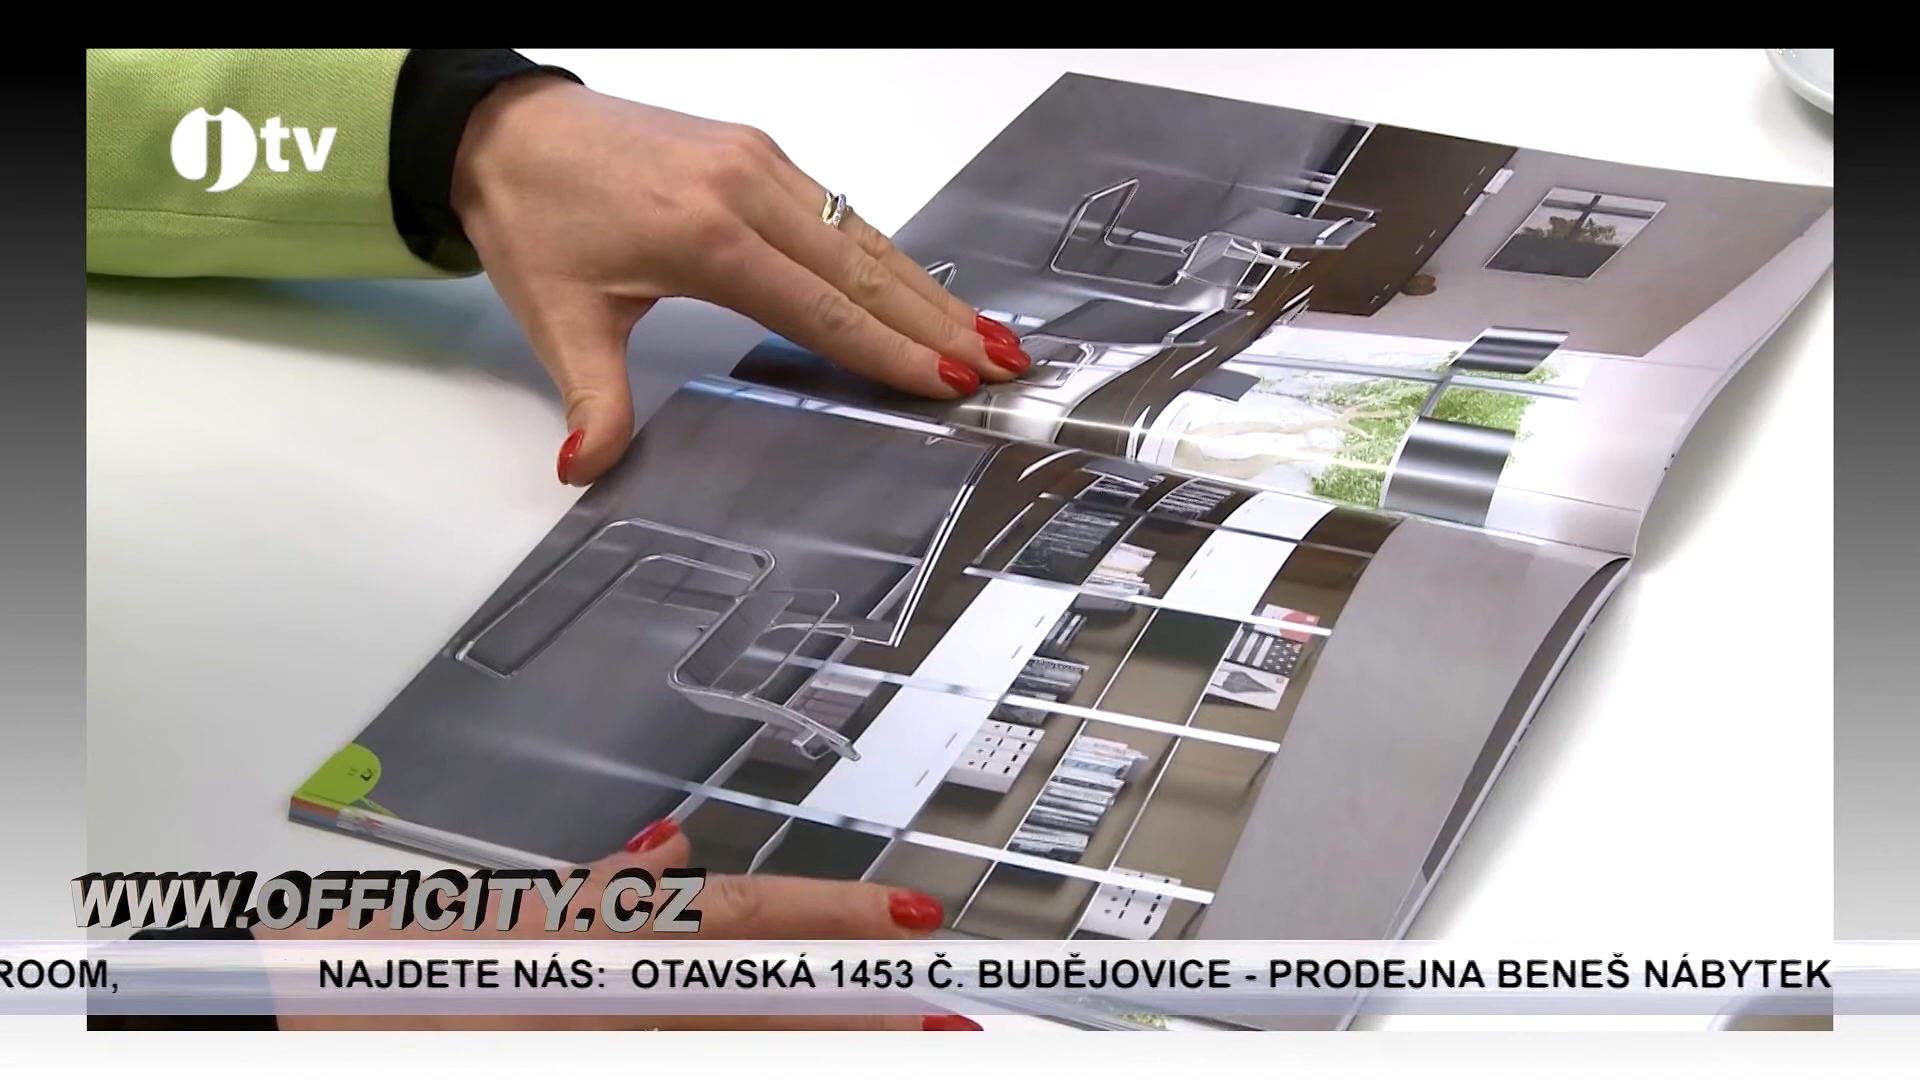 jtv
WWW.OFFICITY.CZ
ROOM, NAJDETE NÁS: OTAVSKÁ 1453 Č. BUDĚJOVICE - PRODEJNA BENEŠ NÁBYTEK